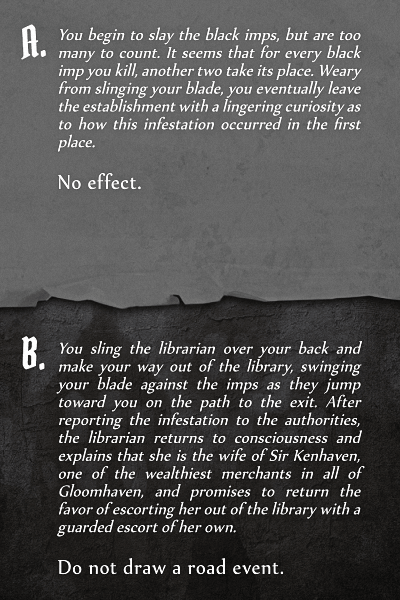 A. You begin to slay the black imps, but are too
many to count. It seems that for every black
imp you kill, another two take its place. Weary
from slinging your blade, you eventually leave
the establishment with a lingering curiosity as
to how this infestation occurred in the first
place.
No effect.
B. You sling the librarian over your back and
make your way out of the library, swinging
your blade against the imps as they jump
toward you on the path to the exit. After
reporting the infestation to the authorities,
the librarian returns to consciousness and
explains that she is the wife of Sir Kenhaven,
one of the wealthiest merchants in all of
Gloomhaven, and promises to return the
favor of escorting her out of the library with a
guarded escort of her own.
Do not draw a road event.